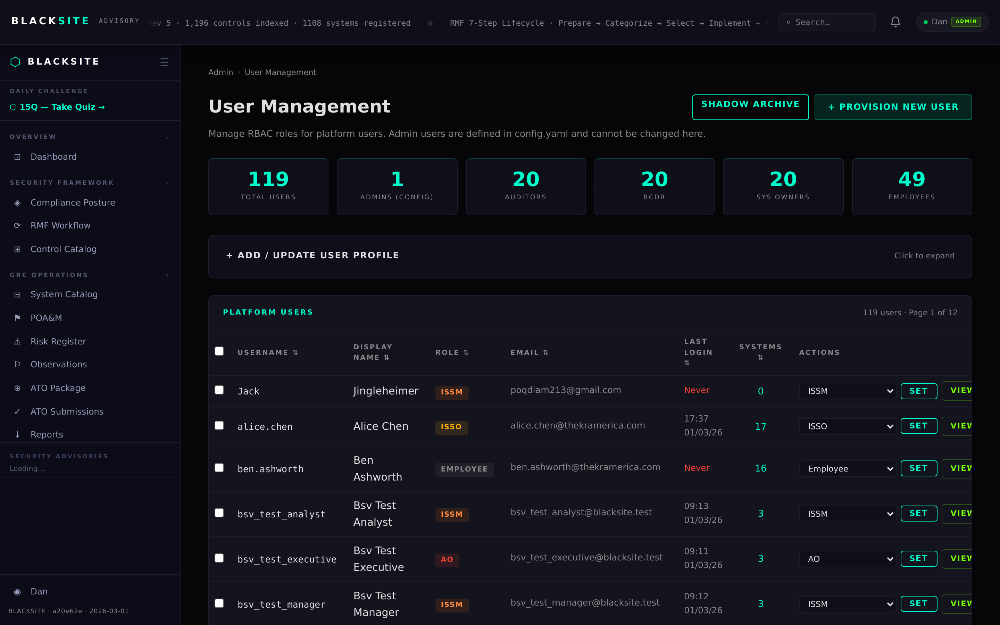 BLACKSITE ADVISORY
Rev 5 · 1,196 controls indexed · 1108 systems registered ◆ RMF 7-Step Lifecycle · Prepare → Categorize → Select → Implement →
Search…
Dan ADMIN
BLACKSITE
DAILY CHALLENGE
15Q — Take Quiz →
OVERVIEW
Dashboard
SECURITY FRAMEWORK
Compliance Posture
RMF Workflow
Control Catalog
GRC OPERATIONS
System Catalog
POA&M
Risk Register
Observations
ATO Package
ATO Submissions
Reports
SECURITY ADVISORIES
Loading…
Dan
BLACKSITE · a20e62e · 2026-03-01
Admin › User Management
User Management
SHADOW ARCHIVE
+ PROVISION NEW USER
Manage RBAC roles for platform users. Admin users are defined in config.yaml and cannot be changed here.
119
TOTAL USERS
1
ADMINS (CONFIG)
20
AUDITORS
20
BCDR
20
SYS OWNERS
49
EMPLOYEES
+ ADD / UPDATE USER PROFILE
Click to expand
PLATFORM USERS
119 users · Page 1 of 12
USERNAME ⇅
DISPLAY
NAME ⇅
ROLE ⇅
EMAIL ⇅
LAST
LOGIN
⇅
SYSTEMS
⇅
ACTIONS
Jack
Jingleheimer
ISSM
poqdiam213@gmail.com
Never
0
ISSM
SET
VIEW
alice.chen
Alice Chen
ISSO
alice.chen@thekramerica.com
17:37
01/03/26
17
ISSO
SET
VIEW
ben.ashworth
Ben
Ashworth
EMPLOYEE
ben.ashworth@thekramerica.com
Never
16
Employee
SET
VIEW
bsv_test_analyst
Bsv Test
Analyst
ISSM
bsv_test_analyst@blacksite.test
09:13
01/03/26
3
ISSM
SET
VIEW
bsv_test_executive
Bsv Test
Executive
AO
bsv_test_executive@blacksite.test
09:11
01/03/26
3
AO
SET
VIEW
bsv_test_manager
Bsv Test
Manager
ISSM
bsv_test_manager@blacksite.test
09:12
01/03/26
3
ISSM
SET
VIEW